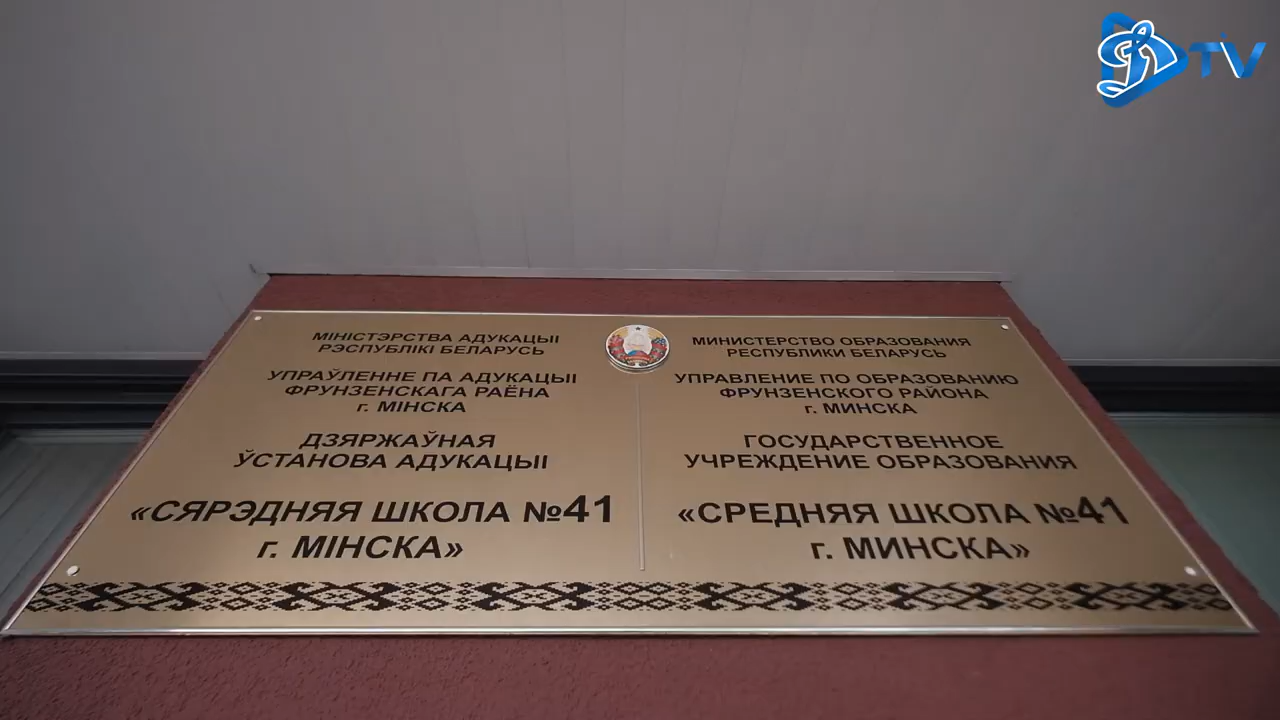 TV
МІНІСТЭРСТВА АДУКАЦЫІ
РЭСПУБЛІКІ БЕЛАРУСЬ
УПРАЎЛЕННЕ ПА АДУКАЦЫІ
ФРУНЗЕНСКАГА РАЁНА
г. МІНСКА
ДЗЯРЖАЎНАЯ
ЎСТАНОВА АДУКАЦЫІ
«СЯРЭДНЯЯ ШКОЛА №41
г. МІНСКА»
МИНИСТЕРСТВО ОБРАЗОВАНИЯ
РЕСПУБЛИКИ БЕЛАРУСЬ
УПРАВЛЕНИЕ ПО ОБРАЗОВАНИЮ
ФРУНЗЕНСКОГО РАЙОНА
г. МИНСКА
ГОСУДАРСТВЕННОЕ
УЧРЕЖДЕНИЕ ОБРАЗОВАНИЯ
«СРЕДНЯЯ ШКОЛА №41
г. МИНСКА»